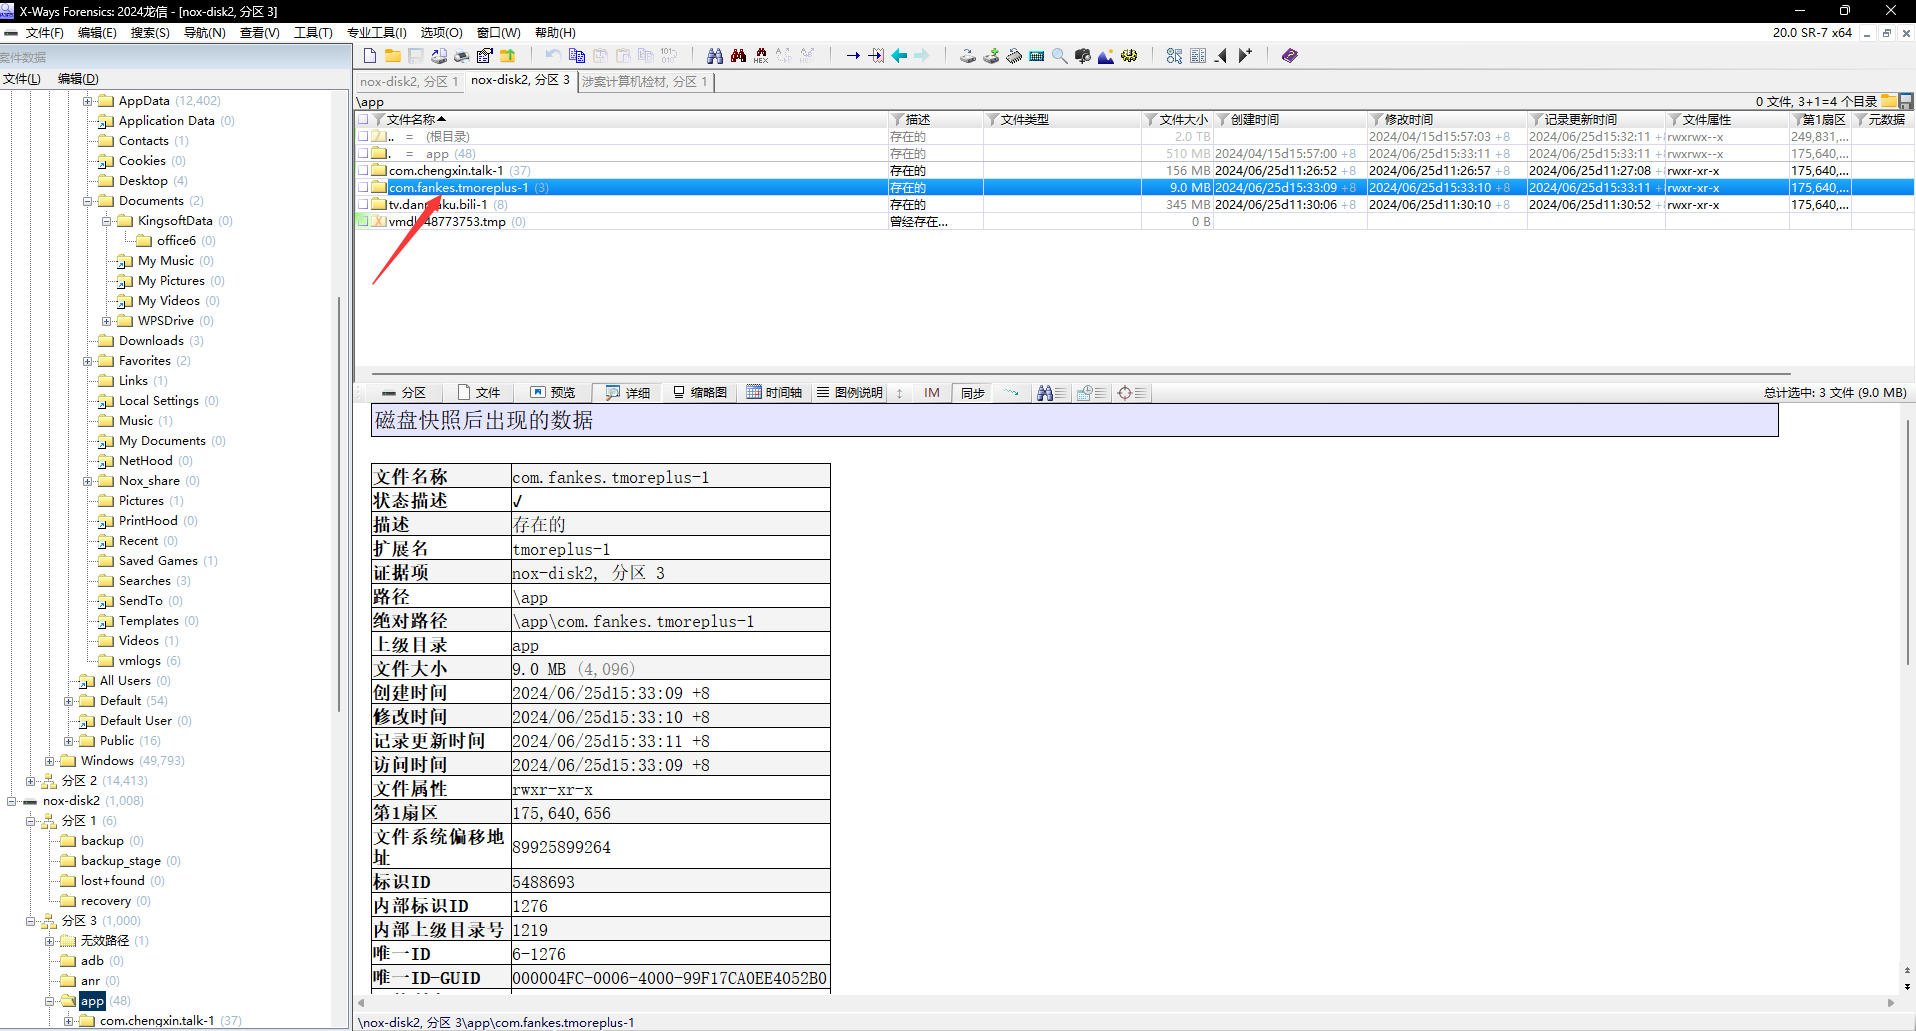 X-Ways Forensics: 2024龙信 - [nox-disk2, 分区 3]
文件(F) 编辑(E) 搜索(S) 导航(N) 查看(V) 工具(T) 专业工具(I) 选项(O) 窗口(W) 帮助(H) 20.0 SR-7 x64
案件数据
文件(L) 编辑(D)
AppData (12,402)
Application Data (0)
Contacts (1)
Cookies (0)
Desktop (4)
Documents (2)
KingsoftData (0)
office6 (0)
My Music (0)
My Pictures (0)
My Videos (0)
WPSDrive (0)
Downloads (3)
Favorites (2)
Links (1)
Local Settings (0)
Music (1)
My Documents (0)
NetHood (0)
Nox_share (0)
Pictures (1)
PrintHood (0)
Recent (0)
Saved Games (1)
Searches (3)
SendTo (0)
Templates (0)
Videos (1)
vmlogs (6)
All Users (0)
Default (54)
Default User (0)
Public (16)
Windows (49,793)
分区 2 (14,413)
nox-disk2 (1,008)
分区 1 (6)
backup (0)
backup_stage (0)
lost+found (0)
recovery (0)
分区 3 (1,000)
无效路径 (1)
adb (0)
anr (0)
app (48)
com.chengxin.talk-1 (37)
nox-disk2, 分区 1 nox-disk2, 分区 3 涉案计算机检材, 分区 1
\app 0 文件, 3+1=4 个目录
文件名称 描述 文件类型 文件大小 创建时间 修改时间 记录更新时间 文件属性 第1扇区 元数据
.. = (根目录) 存在的 2.0 TB 2024/04/15d15:57:03 +8 2024/06/25d15:32:11 +8 rwxrwx--x 249,831,...
. = app (48) 存在的 510 MB 2024/04/15d15:57:00 +8 2024/06/25d15:33:11 +8 2024/06/25d15:33:11 +8 rwxrwx--x 175,640,...
com.chengxin.talk-1 (37) 存在的 156 MB 2024/06/25d11:26:52 +8 2024/06/25d11:26:57 +8 2024/06/25d11:27:08 +8 rwxr-xr-x 175,640,...
com.fankes.tmoreplus-1 (3) 存在的 9.0 MB 2024/06/25d15:33:09 +8 2024/06/25d15:33:10 +8 2024/06/25d15:33:11 +8 rwxr-xr-x 175,640,...
tv.danmaku.bili-1 (8) 存在的 345 MB 2024/06/25d11:30:06 +8 2024/06/25d11:30:10 +8 2024/06/25d11:30:52 +8 rwxr-xr-x 175,640,...
48773753.tmp (0) 曾经存在... 0 B
分区 文件 预览 详细 缩略图 时间轴 图例说明 IM 同步 总计选中: 3 文件 (9.0 MB)
磁盘快照后出现的数据
文件名称 com.fankes.tmoreplus-1
状态描述 ✓
描述 存在的
扩展名 tmoreplus-1
证据项 nox-disk2, 分区 3
路径 \app
绝对路径 \app\com.fankes.tmoreplus-1
上级目录 app
文件大小 9.0 MB (4,096)
创建时间 2024/06/25d15:33:09 +8
修改时间 2024/06/25d15:33:10 +8
记录更新时间 2024/06/25d15:33:11 +8
访问时间 2024/06/25d15:33:09 +8
文件属性 rwxr-xr-x
第1扇区 175,640,656
文件系统偏移地址 89925899264
标识ID 5488693
内部标识ID 1276
内部上级目录号 1219
唯一ID 6-1276
唯一ID-GUID 000004FC-0006-4000-99F17CA0EE4052B0
\nox-disk2, 分区 3\app\com.fankes.tmoreplus-1